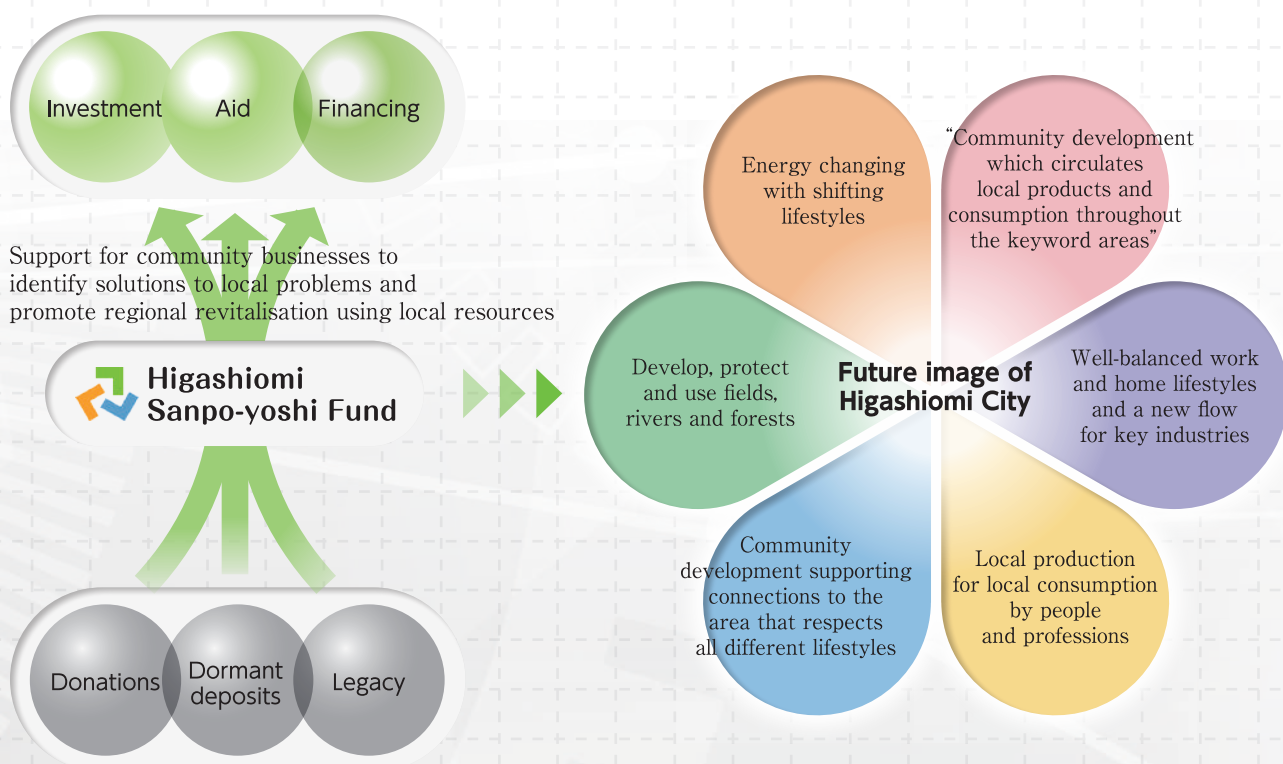 Investment
Aid
Financing
Support for community businesses to
identify solutions to local problems and
promote regional revitalisation using local resources
Higashiomi
Sanpo-yoshi Fund
Donations
Dormant
deposits
Legacy
Energy changing
with shifting
lifestyles
“Community development
which circulates
local products and
consumption throughout
the keyword areas”
Develop, protect
and use fields,
rivers and forests
Future image of
Higashiomi City
Well-balanced work
and home lifestyles
and a new flow
for key industries
Community
development supporting
connections to the
area that respects
all different lifestyles
Local production
for local consumption
by people
and professions